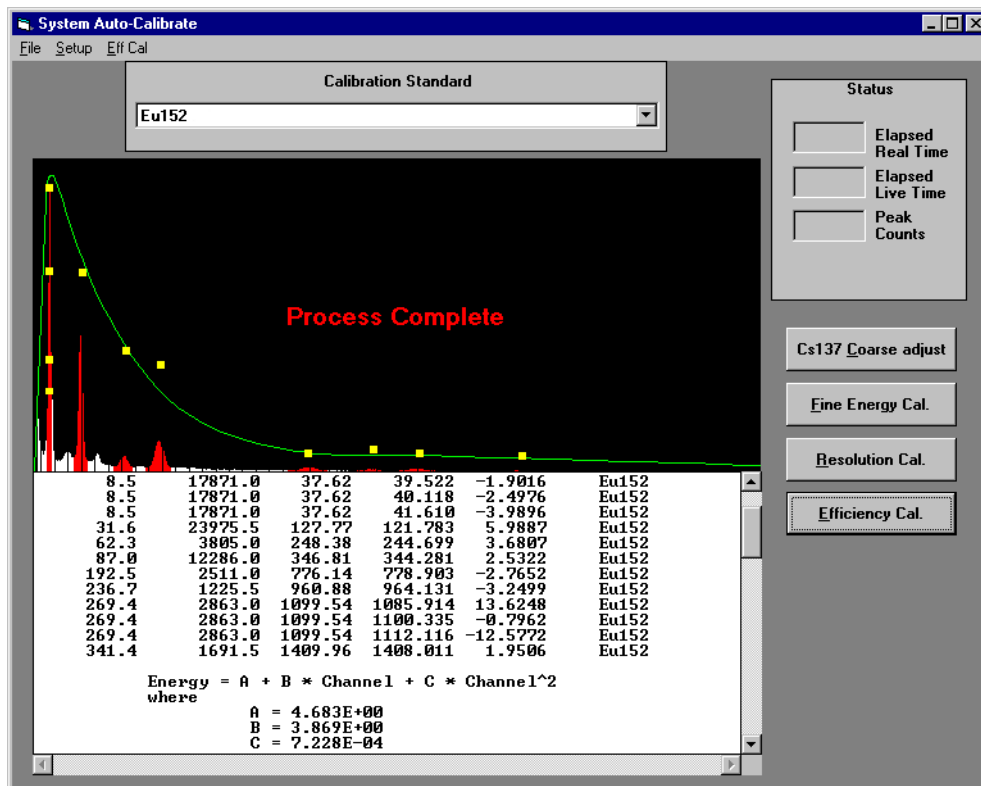 System Auto-Calibrate
File Setup Eff Cal
Calibration Standard
Eu152
Status
Elapsed
Real Time
Elapsed
Live Time
Peak
Counts
Process Complete
Cs137 Coarse adjust
Fine Energy Cal.
Resolution Cal.
Efficiency Cal.
8.5 17871.0 37.62 39.522 -1.9016 Eu152
8.5 17871.0 37.62 40.118 -2.4976 Eu152
8.5 17871.0 37.62 41.610 -3.9896 Eu152
31.6 23975.5 127.77 121.783 5.9887 Eu152
62.3 3805.0 248.38 244.699 3.6807 Eu152
87.0 12286.0 346.81 344.281 2.5322 Eu152
192.5 2511.0 776.14 778.903 -2.7652 Eu152
236.7 1225.5 960.88 964.131 -3.2499 Eu152
269.4 2863.0 1099.54 1085.914 13.6248 Eu152
269.4 2863.0 1099.54 1100.335 -0.7962 Eu152
269.4 2863.0 1099.54 1112.116 -12.5772 Eu152
341.4 1691.5 1409.96 1408.011 1.9506 Eu152
Energy = A + B * Channel + C * Channel^2
where
A = 4.683E+00
B = 3.869E+00
C = 7.228E-04